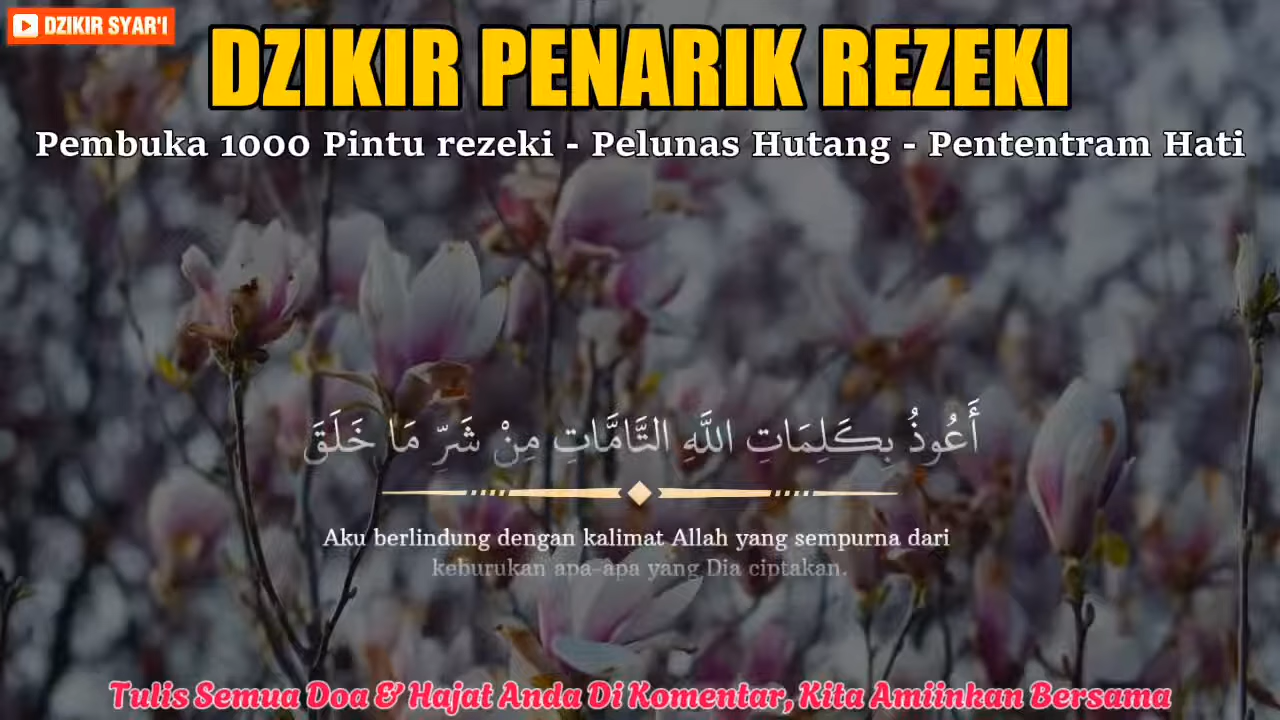 DZIKIR SYAR'I
DZIKIR PENARIK REZEKI
Pembuka 1000 Pintu rezeki - Pelunas Hutang - Pententram Hati
أَعُوذُ بِكَلِمَاتِ اللَّهِ التَّامَّاتِ مِنْ شَرِّ مَا خَلَقَ
Aku berlindung dengan kalimat Allah yang sempurna dari
keburukan apa-apa yang Dia ciptakan.
Tulis Semua Doa & Hajat Anda Di Komentar, Kita Amiinkan Bersama